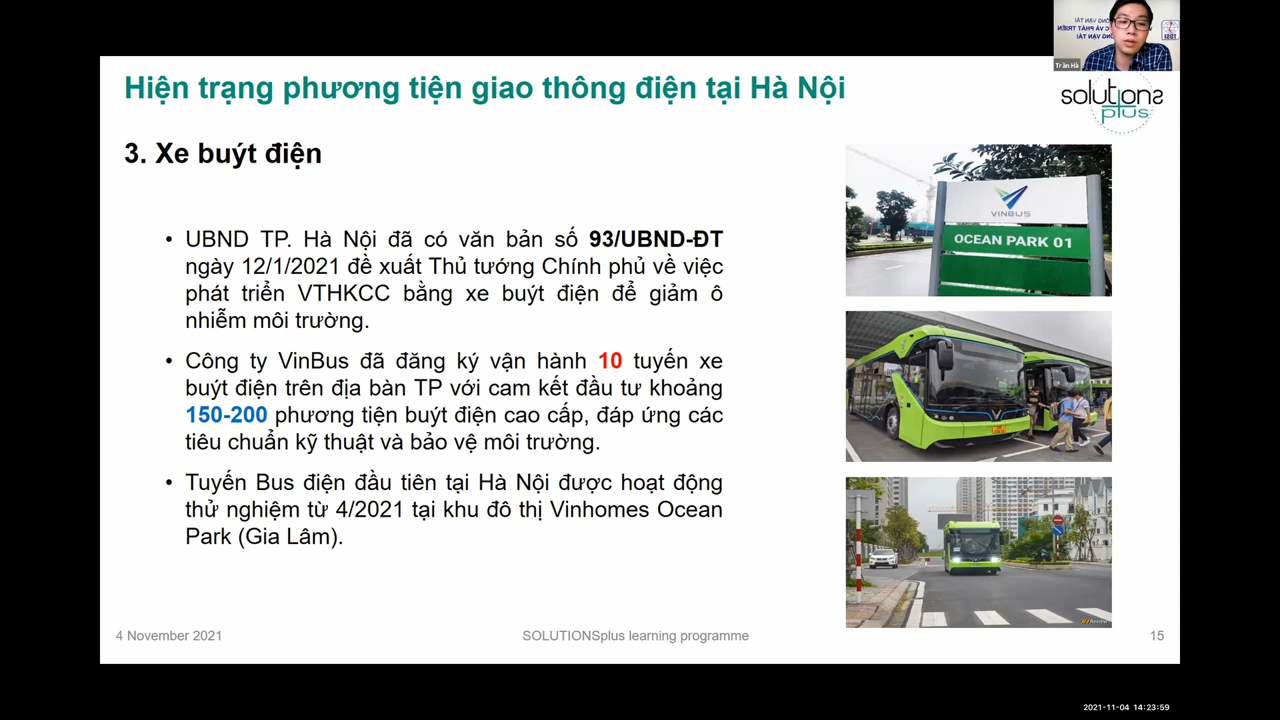 Trần Hà
Hiện trạng phương tiện giao thông điện tại Hà Nội
solutions
plus
3. Xe buýt điện
• UBND TP. Hà Nội đã có văn bản số 93/UBND-ĐT
ngày 12/1/2021 đề xuất Thủ tướng Chính phủ về việc
phát triển VTHKCC bằng xe buýt điện để giảm ô
nhiễm môi trường.
• Công ty VinBus đã đăng ký vận hành 10 tuyến xe
buýt điện trên địa bàn TP với cam kết đầu tư khoảng
150-200 phương tiện buýt điện cao cấp, đáp ứng các
tiêu chuẩn kỹ thuật và bảo vệ môi trường.
• Tuyến Bus điện đầu tiên tại Hà Nội được hoạt động
thử nghiệm từ 4/2021 tại khu đô thị Vinhomes Ocean
Park (Gia Lâm).
VINBUS
OCEAN PARK 01
4 November 2021
SOLUTIONSplus learning programme
15
2021-11-04 14:23:59